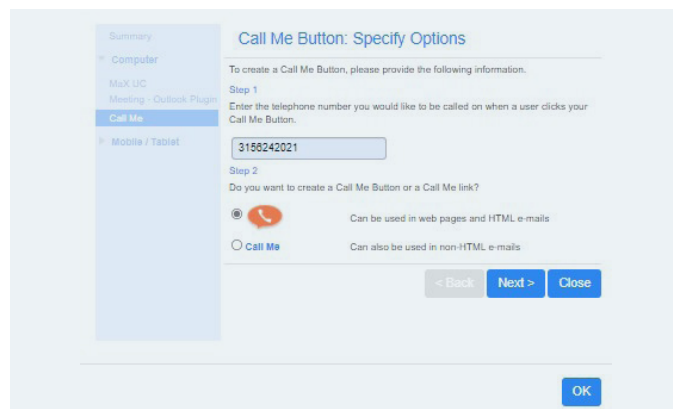 Summary
Computer
MaX UC
Meeting - Outlook Plugin
Call Me
Mobile / Tablet
Call Me Button: Specify Options
To create a Call Me Button, please provide the following information.
Step 1
Enter the telephone number you would like to be called on when a user clicks your
Call Me Button.
3156242021
Step 2
Do you want to create a Call Me Button or a Call Me link?
Can be used in web pages and HTML e-mails
Call Me Can also be used in non-HTML e-mails
< Back Next > Close
OK